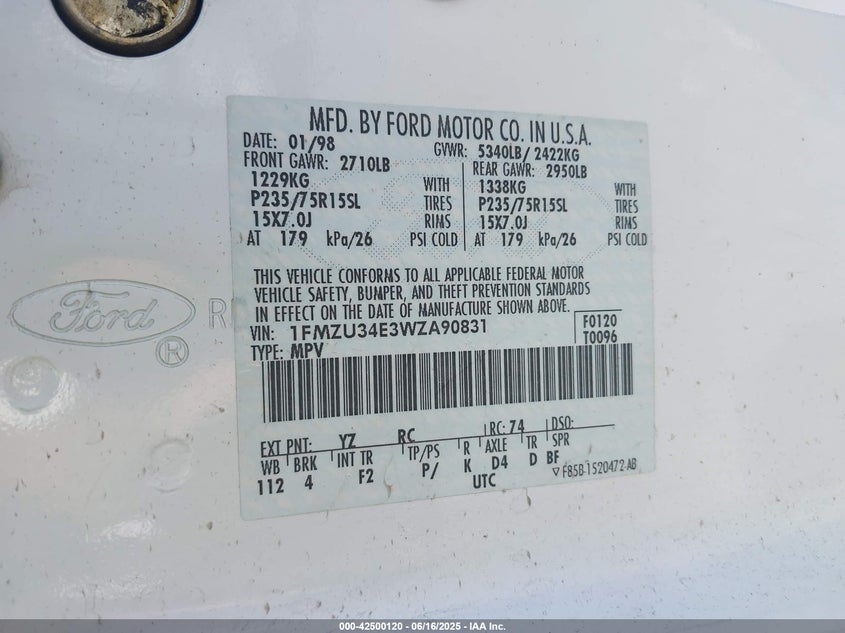 MFD. BY FORD MOTOR CO. IN U.S.A.
DATE: 01/98 GVWR: 5340LB/ 2422KG
FRONT GAWR: 2710LB REAR GAWR: 2950LB
1229KG WITH 1338KG WITH
P235/75R15SL TIRES P235/75R15SL TIRES
15X7.0J RIMS 15X7.0J RIMS
AT 179 kPa/26 PSI COLD AT 179 kPa/26 PSI COLD
THIS VEHICLE CONFORMS TO ALL APPLICABLE FEDERAL MOTOR
VEHICLE SAFETY, BUMPER, AND THEFT PREVENTION STANDARDS
IN EFFECT ON THE DATE OF MANUFACTURE SHOWN ABOVE.
Ford ®
VIN: 1FMZU34E3WZA90831 F0120
TYPE: MPV T0096
EXT PNT: YZ RC RC: 74 DSO:
WB BRK INT TR TP/PS R AXLE TR SPR
112 4 F2 P/ K D4 D BF
UTC ▽ F85B-1520472-AB
000-42500120 - 06/16/2025 - IAA Inc.